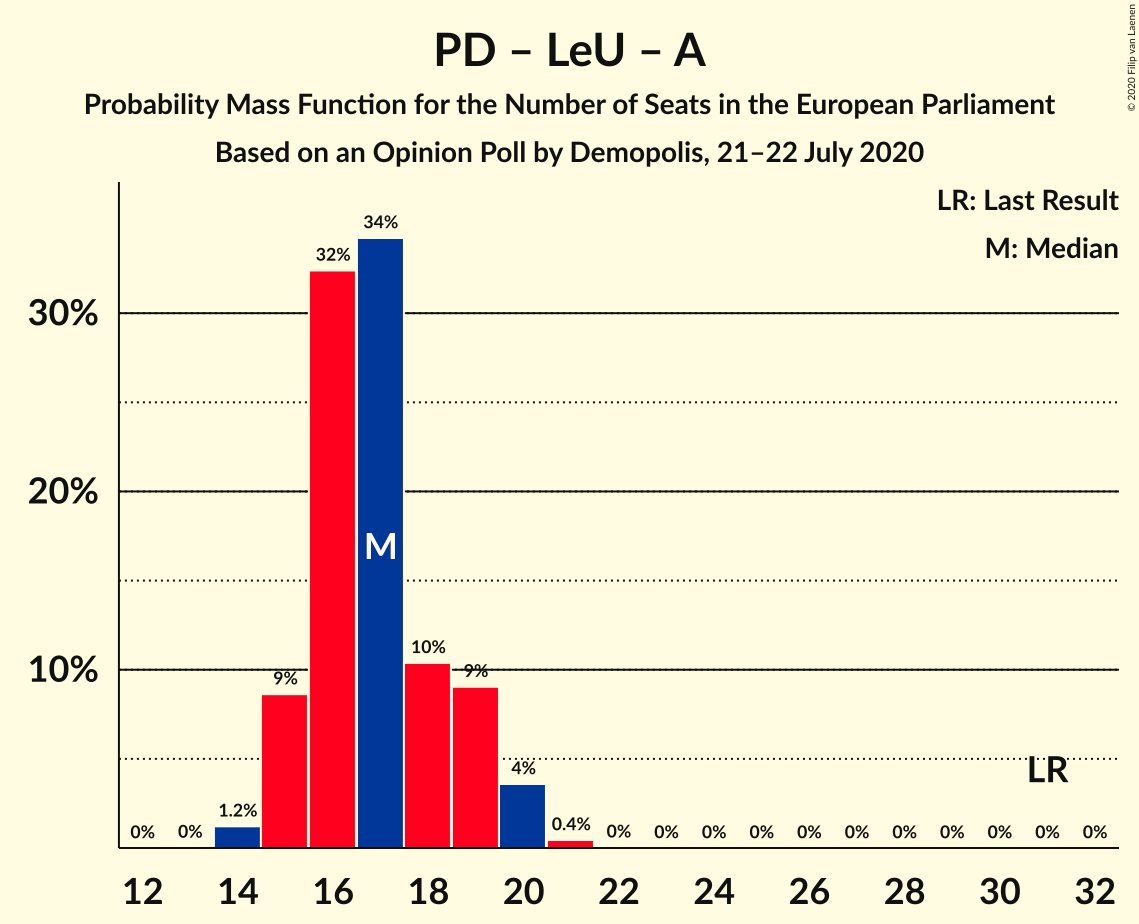 PD – LeU – A
Probability Mass Function for the Number of Seats in the European Parliament
Based on an Opinion Poll by Demopolis, 21–22 July 2020
© 2020 Filip van Laenen
LR: Last Result
M: Median
30%
20%
10%
0% 0% 1.2% 9% 32% 34% 10% 9% 4% 0.4% 0% 0% 0% 0% 0% 0% 0% 0% 0% 0% 0%
M
LR
12 14 16 18 20 22 24 26 28 30 32